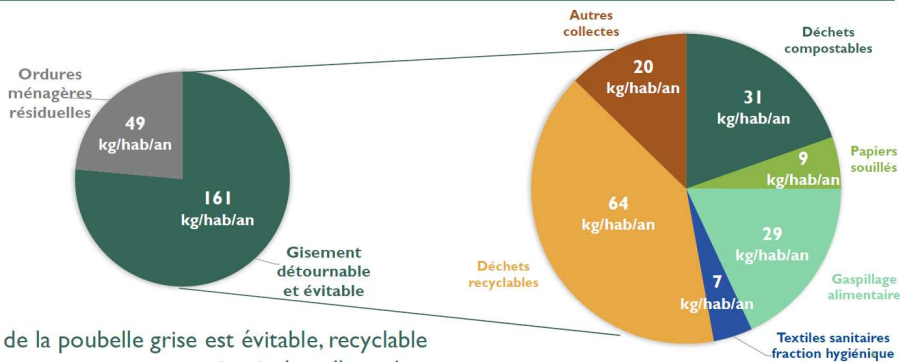 Ordures
ménagères
résiduelles
49
kg/hab/an
161
kg/hab/an
Gisement
détournable
et évitable
Autres
collectes
20
kg/hab/an
Déchets
compostables
31
kg/hab/an
9
kg/hab/an
Papiers
souillés
29
kg/hab/an
Gaspillage
alimentaire
7
kg/hab/an
Textiles sanitaires
fraction hygiénique
64
kg/hab/an
Déchets
recyclables
de la poubelle grise est évitable, recyclable